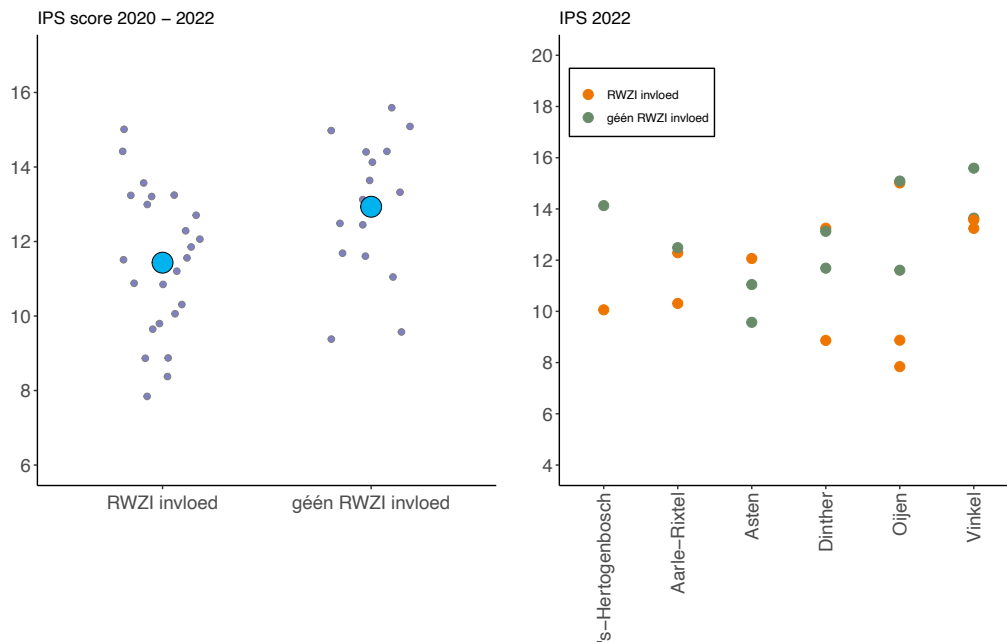 IPS score 2020 – 2022
16
14
12
10
8
6
RWZI invloed
géén RWZI invloed
IPS 2022
20
18
16
14
12
10
8
6
4
RWZI invloed
géén RWZI invloed
's−Hertogenbosch
Aarle−Rixtel
Asten
Dinther
Oijen
Vinkel